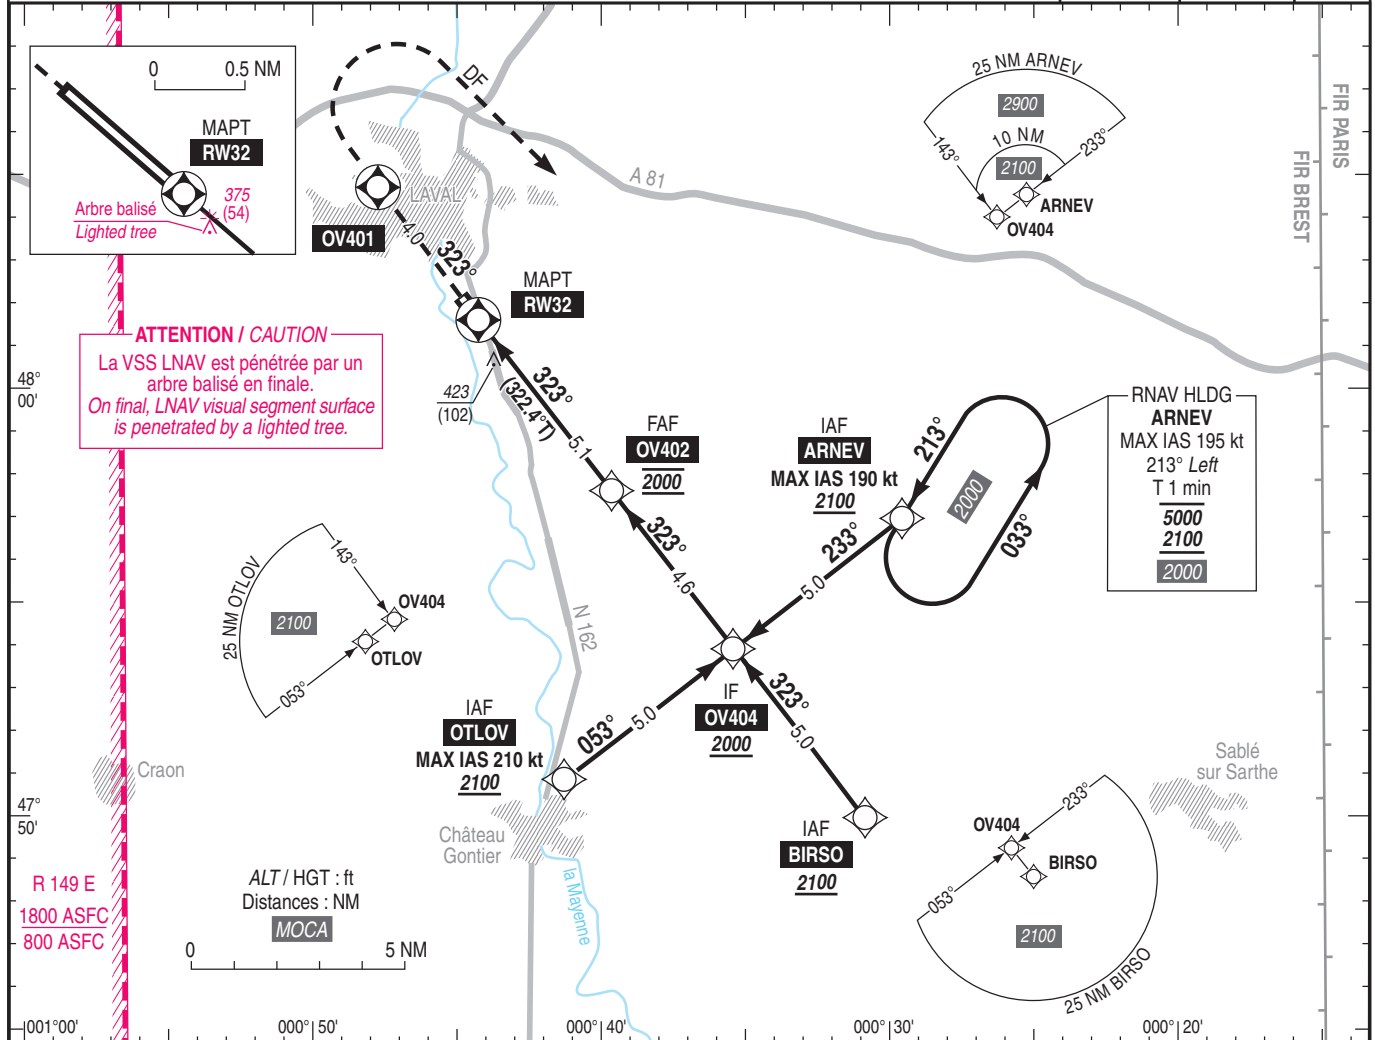 0 0.5 NM
MAPT
RW32
375
(54)
Arbre balisé
Lighted tree
DF
LAVAL
OV401
4.0
323°
MAPT
RW32
A 81
25 NM ARNEV
2900
10 NM
2100
143°
233°
ARNEV
OV404
FIR PARIS
FIR BREST
ATTENTION / CAUTION
La VSS LNAV est pénétrée par un
arbre balisé en finale.
On final, LNAV visual segment surface
is penetrated by a lighted tree.
48°
00'
423
(102)
323°
(322.4°T)
5.1
FAF
OV402
2000
IAF
ARNEV
MAX IAS 190 kt
2100
213°
2000
033°
RNAV HLDG
ARNEV
MAX IAS 195 kt
213° Left
T 1 min
5000
2100
2000
323°
4.6
233°
5.0
25 NM OTLOV
143°
2100
OV404
OTLOV
053°
N 162
IAF
OTLOV
MAX IAS 210 kt
2100
053°
5.0
IF
OV404
2000
323°
5.0
IAF
BIRSO
2100
Sablé
sur Sarthe
Craon
47°
50'
Château
Gontier
la Mayenne
OV404
233°
BIRSO
053°
2100
25 NM BIRSO
R 149 E
1800 ASFC
800 ASFC
ALT / HGT : ft
Distances : NM
MOCA
0 5 NM
001°00' 000°50' 000°40' 000°30' 000°20'